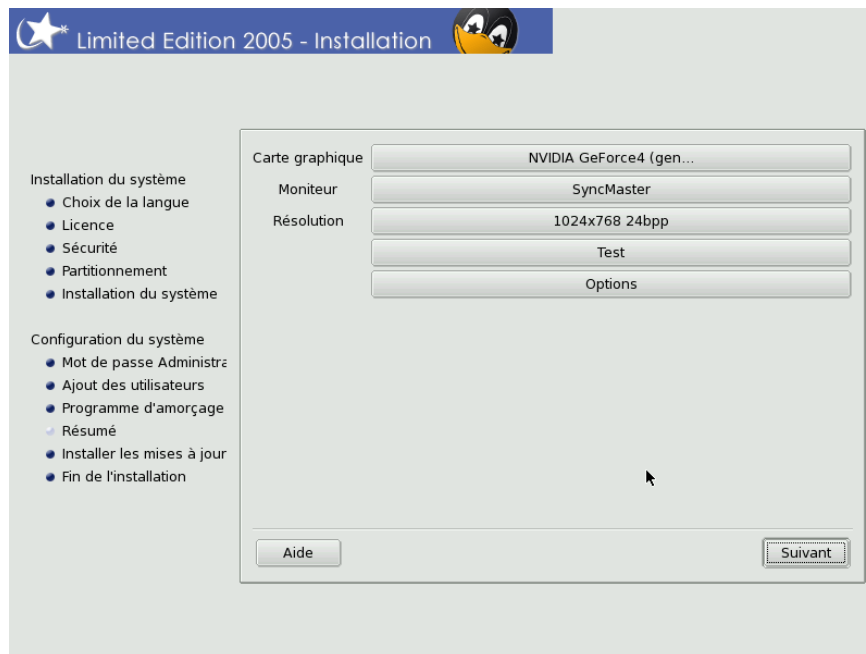 Limited Edition 2005 - Installation
Installation du système
Choix de la langue
Licence
Sécurité
Partitionnement
Installation du système
Configuration du système
Mot de passe Administra
Ajout des utilisateurs
Programme d'amorçage
Résumé
Installer les mises à jour
Fin de l'installation
Carte graphique NVIDIA GeForce4 (gen...
Moniteur SyncMaster
Résolution 1024x768 24bpp
Test
Options
Aide Suivant